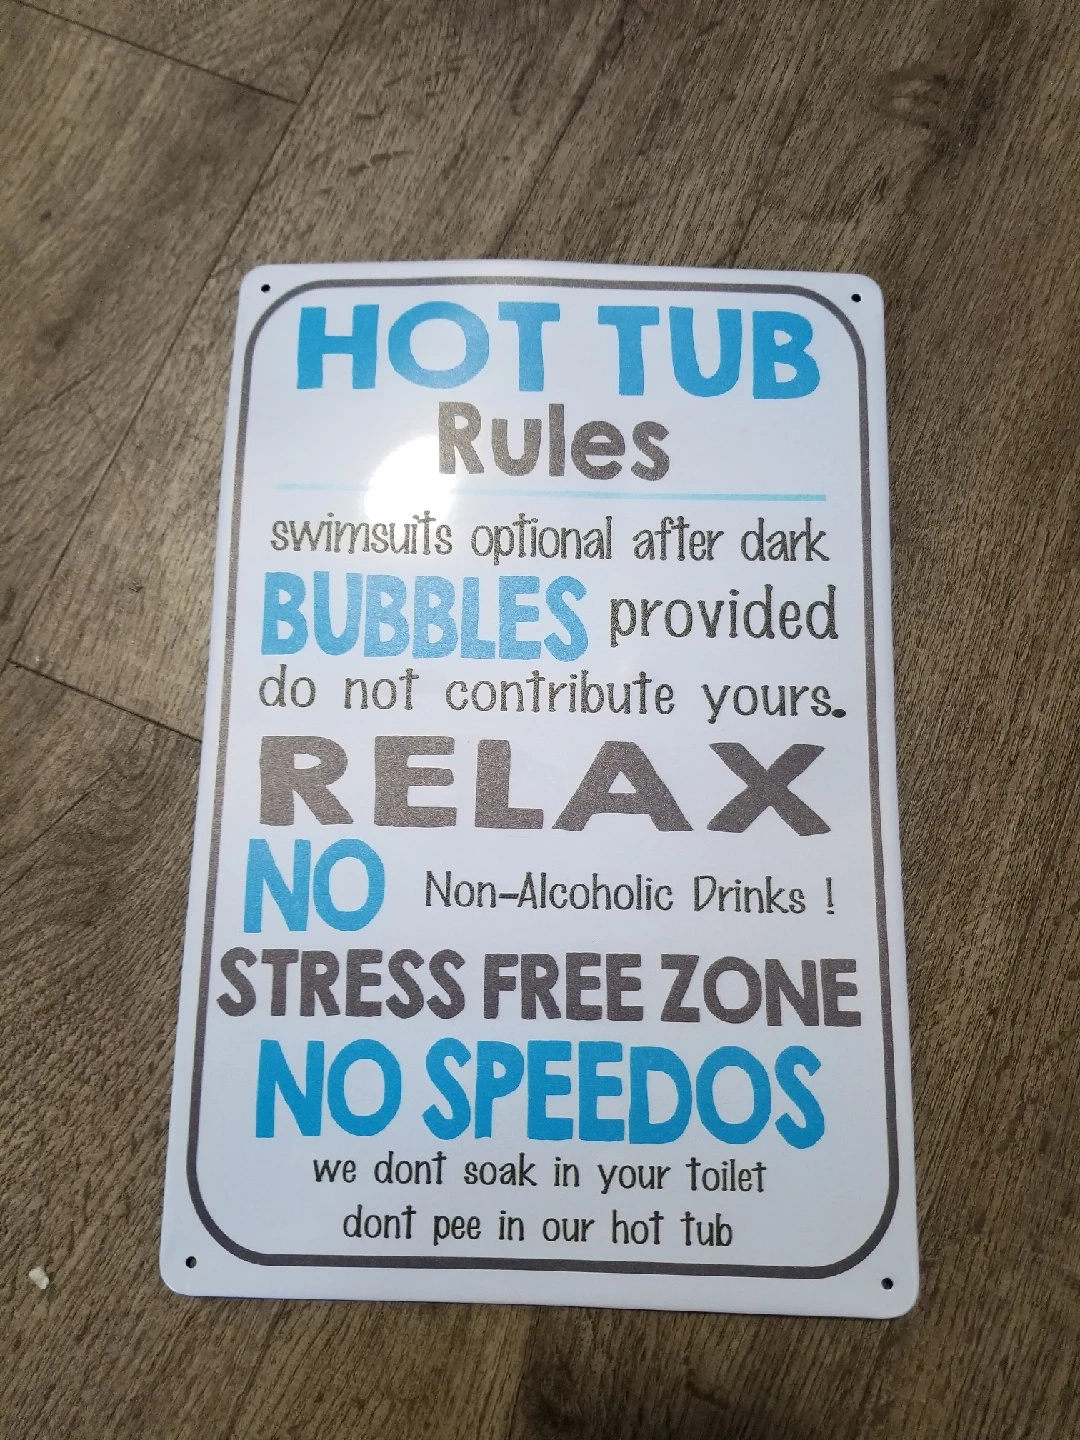 HOT TUB
Rules
swimsuits optional after dark
BUBBLES provided
do not contribute yours.
RELAX
NO Non-Alcoholic Drinks !
STRESS FREE ZONE
NO SPEEDOS
we dont soak in your toilet
dont pee in our hot tub